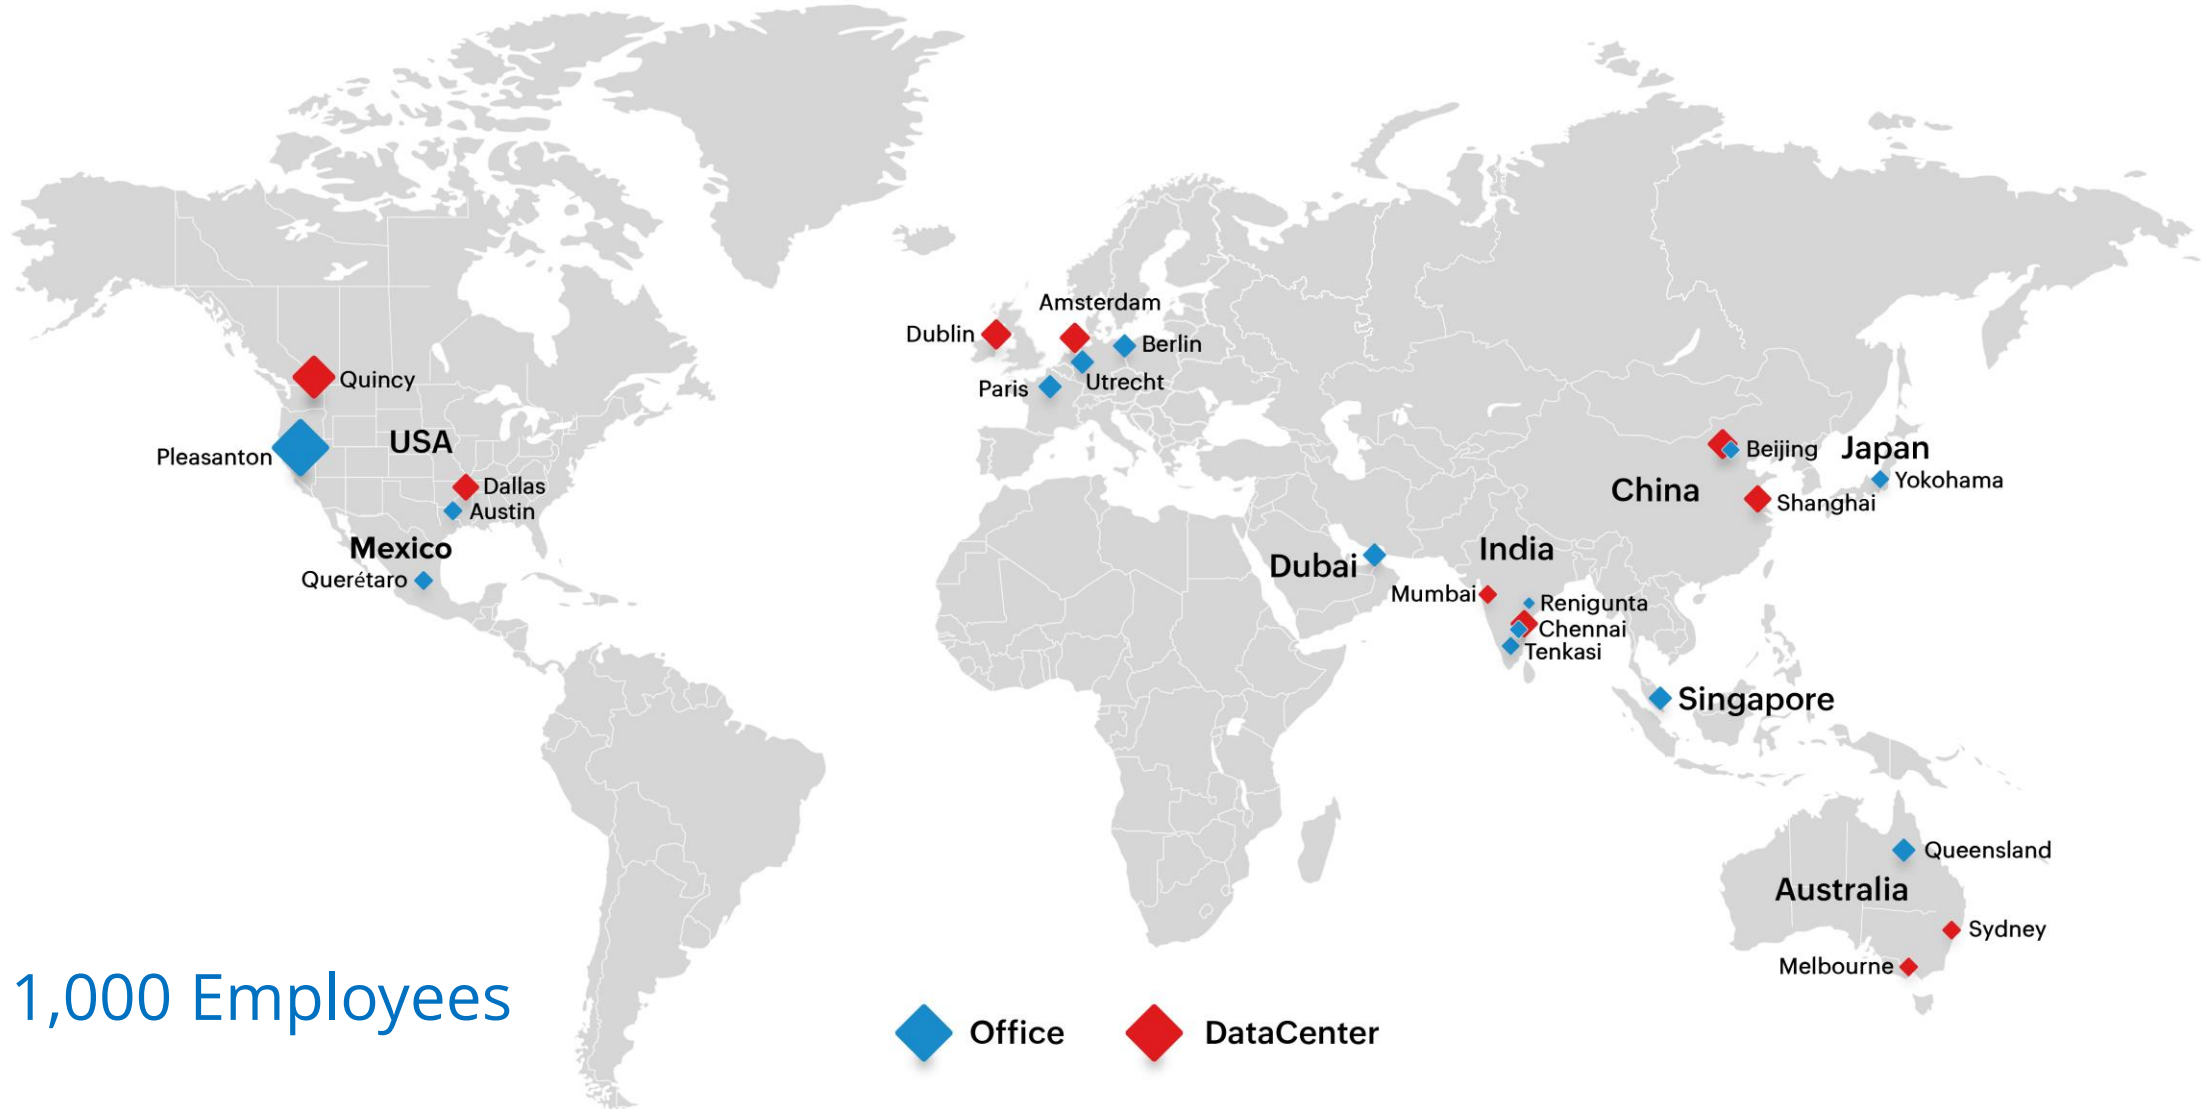 Amsterdam
Dublin
Berlin
Utrecht
Paris
Quincy
USA
Pleasanton
Dallas
Austin
Mexico
Querétaro
Beijing
Japan
Yokohama
China
Shanghai
India
Dubai
Mumbai
Renigunta
Chennai
Tenkasi
Singapore
Queensland
Australia
Sydney
Melbourne
1,000 Employees
Office
DataCenter